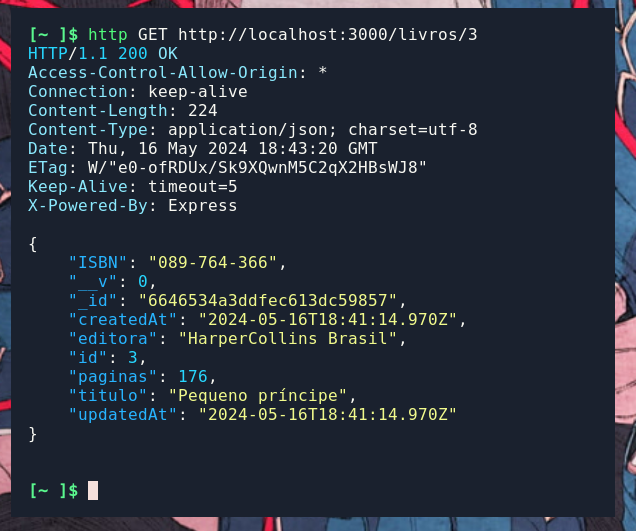 [~ ]$ http GET http://localhost:3000/livros/3
HTTP/1.1 200 OK
Access-Control-Allow-Origin: *
Connection: keep-alive
Content-Length: 224
Content-Type: application/json; charset=utf-8
Date: Thu, 16 May 2024 18:43:20 GMT
ETag: W/"e0-ofRDUx/Sk9XQwnM5C2qX2HBsWJ8"
Keep-Alive: timeout=5
X-Powered-By: Express

{
    "ISBN": "089-764-366",
    "__v": 0,
    "_id": "6646534a3ddfec613dc59857",
    "createdAt": "2024-05-16T18:41:14.970Z",
    "editora": "HarperCollins Brasil",
    "id": 3,
    "paginas": 176,
    "titulo": "Pequeno príncipe",
    "updatedAt": "2024-05-16T18:41:14.970Z"
}

[~ ]$